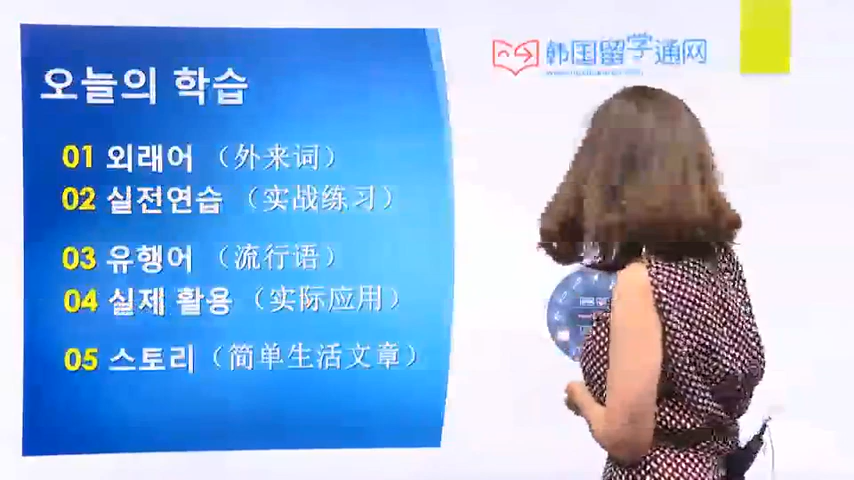 오늘의 학습
01 외래어 (外来词)
02 실전연습 (实战练习)
03 유행어 (流行语)
04 실제 활용 (实际应用)
05 스토리 (简单生活文章)
韩国留学通网